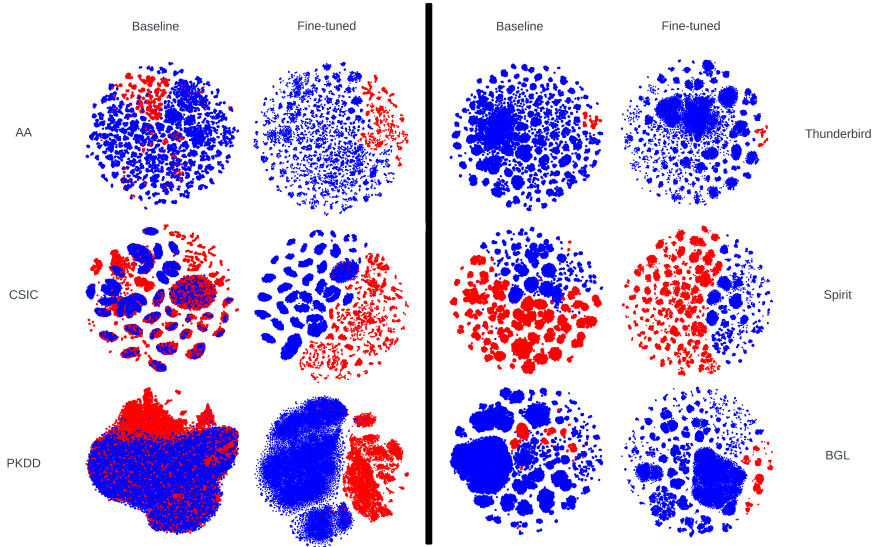 Baseline Fine-tuned Baseline Fine-tuned
AA Thunderbird
CSIC Spirit
PKDD BGL